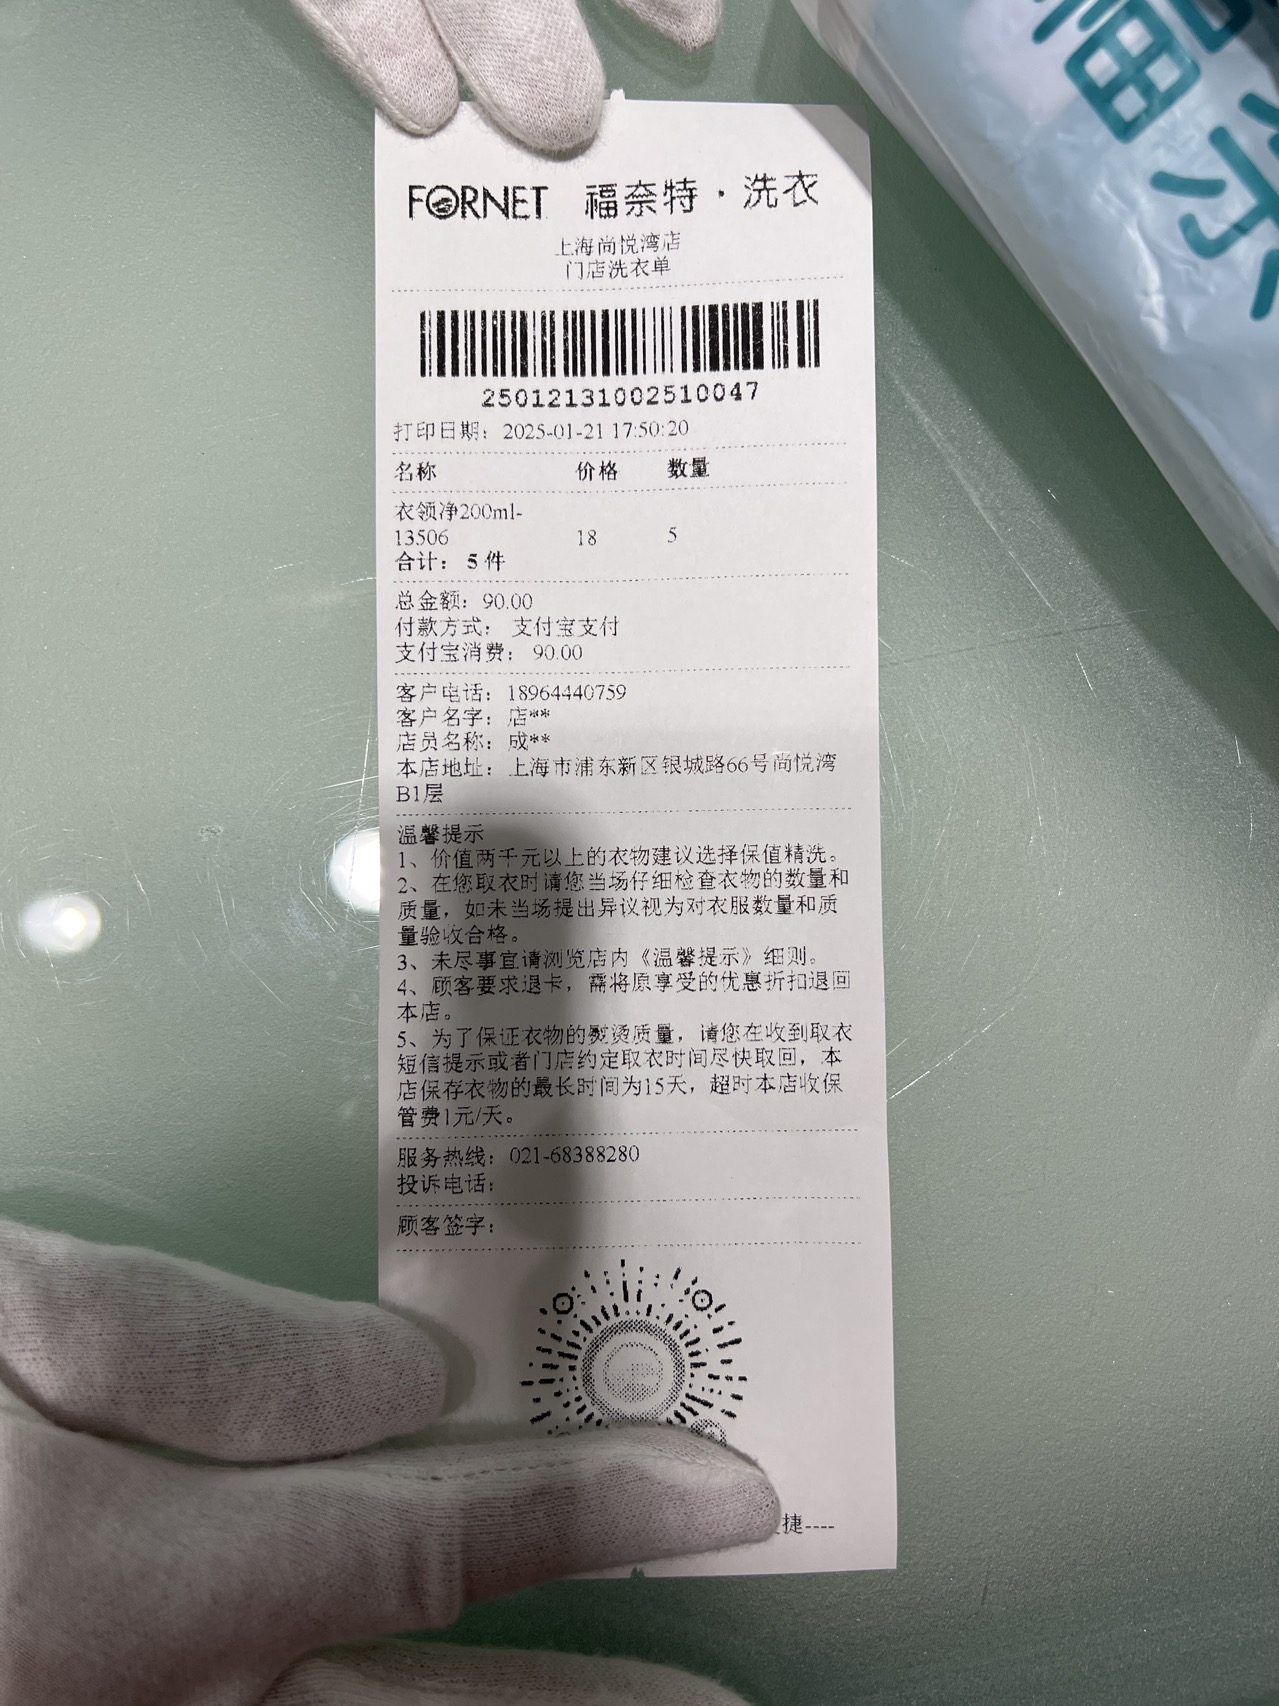 福奈
FORNET 福奈特·洗衣
上海尚悦湾店
门店洗衣单
25012131002510047
打印日期： 2025-01-21 17:50:20
名称 价格 数量
衣领净200ml-
13506 18 5
合计： 5 件
总金额： 90.00
付款方式： 支付宝支付
支付宝消费： 90.00
客户电话： 18964440759
客户名字： 店**
店员名称： 成**
本店地址： 上海市浦东新区银城路66号尚悦湾
B1层
温馨提示
1、价值两千元以上的衣物建议选择保值精洗。
2、在您取衣时请您当场仔细检查衣物的数量和
质量，如未当场提出异议视为对衣服数量和质
量验收合格。
3、未尽事宜请浏览店内《温馨提示》细则。
4、顾客要求退卡，需将原享受的优惠折扣退回
本店。
5、为了保证衣物的熨烫质量，请您在收到取衣
短信提示或者门店约定取衣时间尽快取回，本
店保存衣物的最长时间为15天，超时本店收保
管费1元/天。
服务热线： 021-68388280
投诉电话：
顾客签字：
捷----